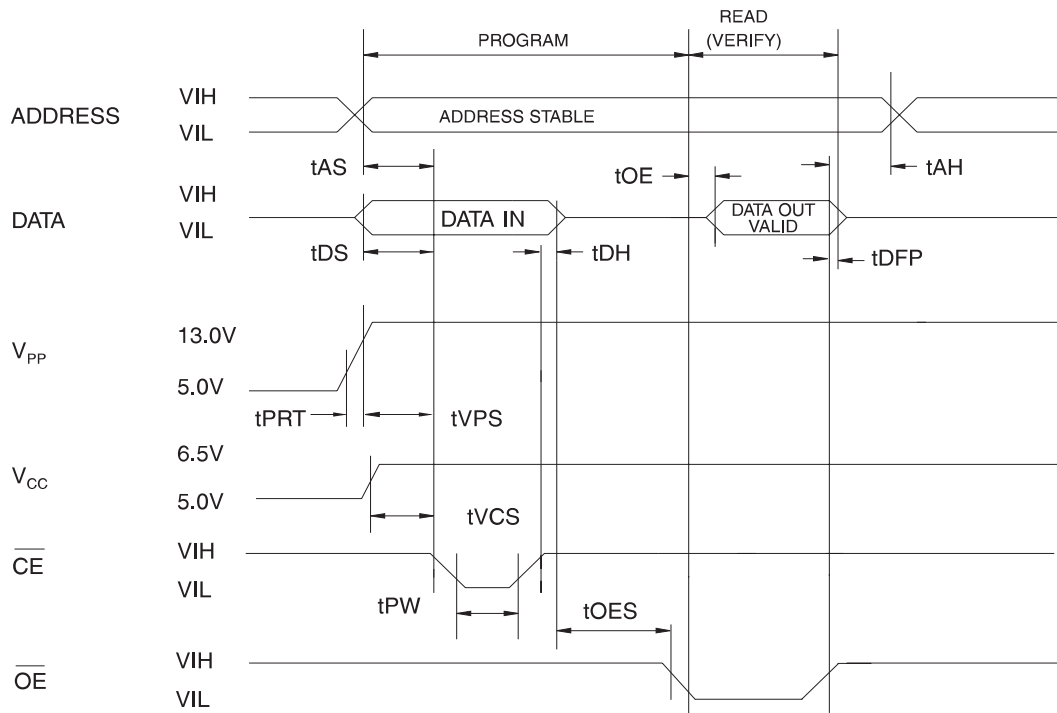 READ
PROGRAM (VERIFY)
ADDRESS VIH
VIL
ADDRESS STABLE
tAS tOE tAH
DATA VIH
VIL
DATA IN
DATA OUT
VALID
tDS tDH tDFP
VPP 13.0V
5.0V
tPRT tVPS
VCC 6.5V
5.0V
tVCS
CE VIH
VIL
tPW tOES
OE VIH
VIL